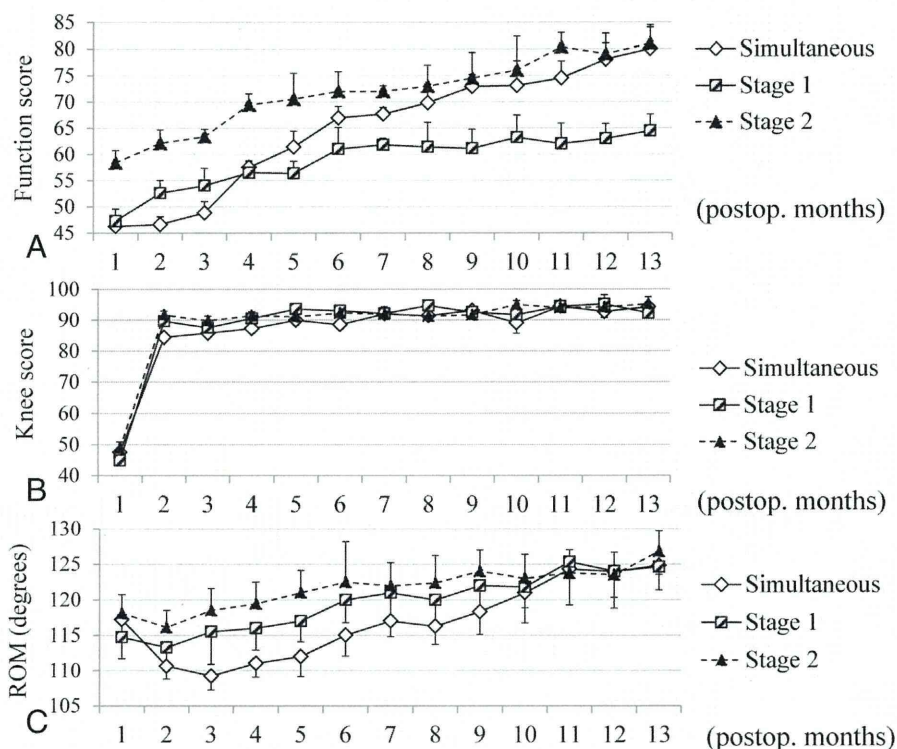 85
80
75
70
65
60
55
50
45
Function score
Simultaneous
Stage 1
Stage 2
(postop. months)
A
1 2 3 4 5 6 7 8 9 10 11 12 13
100
90
80
70
60
50
40
Knee score
Simultaneous
Stage 1
Stage 2
B
1 2 3 4 5 6 7 8 9 10 11 12 13
(postop. months)
130
125
120
115
110
105
ROM (degrees)
Simultaneous
Stage 1
Stage 2
C
1 2 3 4 5 6 7 8 9 10 11 12 13
(postop. months)